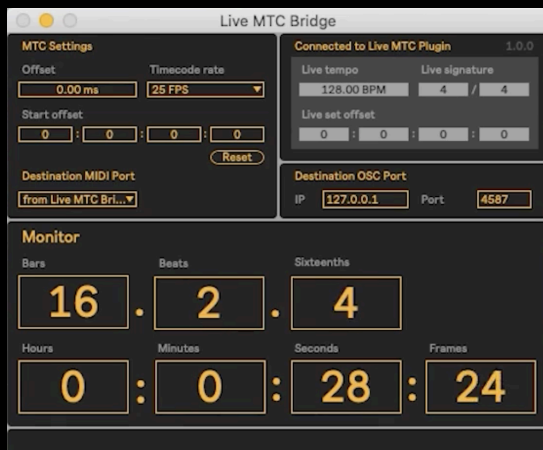 Live MTC Bridge
MTC Settings
Offset Timecode rate
0.00 ms 25 FPS
Start offset
0 : 0 : 0 : 0
Reset
Destination MIDI Port
from Live MTC Bri...
Connected to Live MTC Plugin 1.0.0
Live tempo Live signature
128.00 BPM 4 / 4
Live set offset
0 : 0 : 0 : 0
Destination OSC Port
IP 127.0.0.1 Port 4587
Monitor
Bars Beats Sixteenths
16 . 2 . 4
Hours Minutes Seconds Frames
0 : 0 : 28 : 24